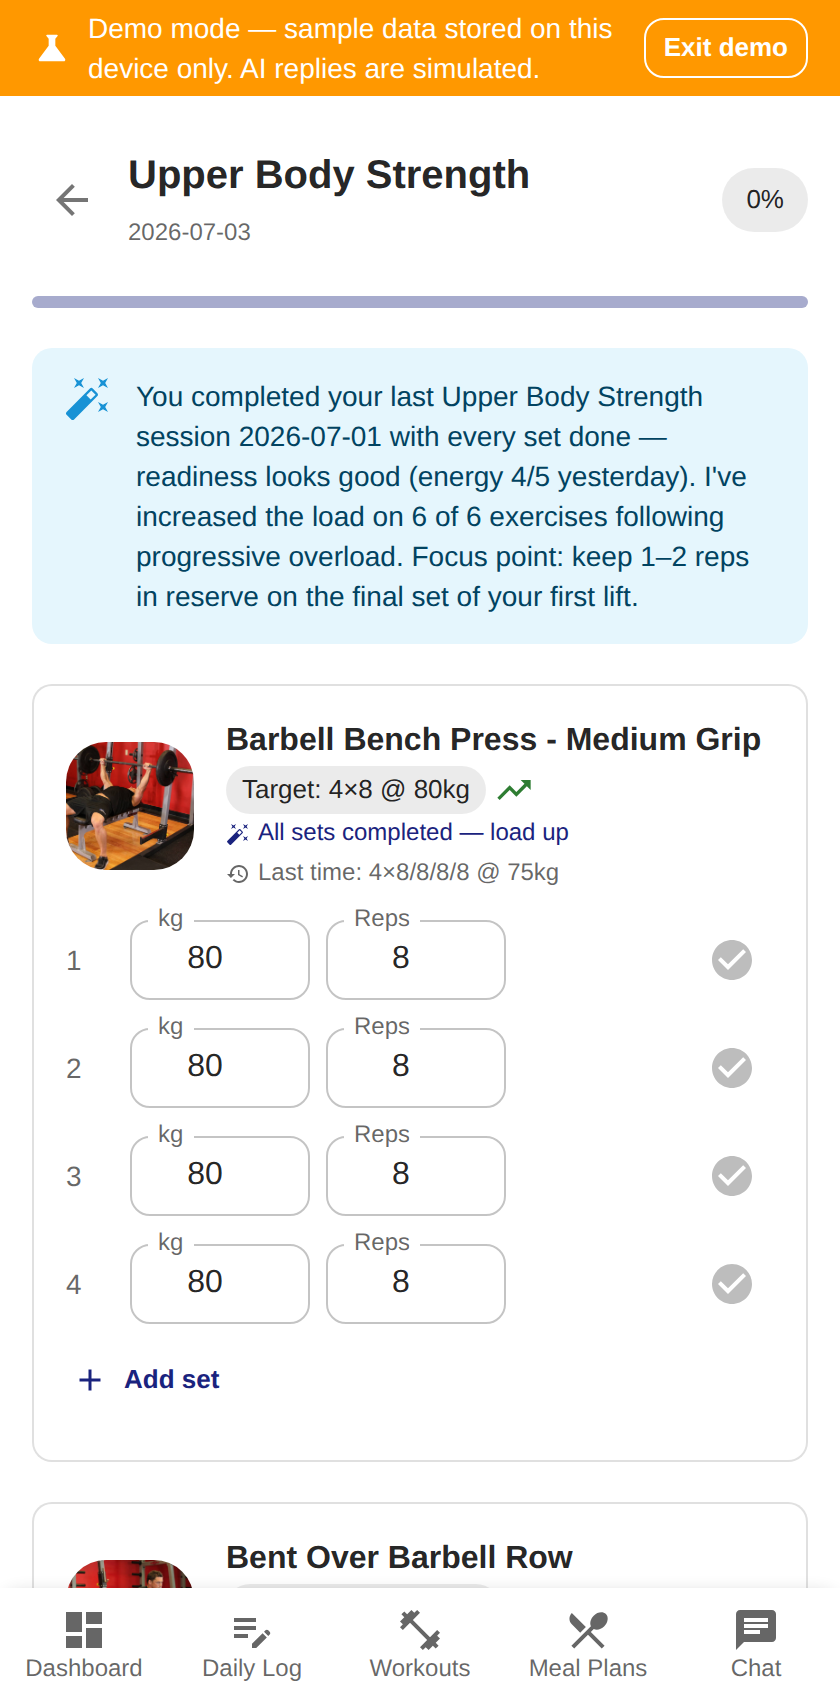 Demo mode — sample data stored on this
device only. AI replies are simulated.
Exit demo
Upper Body Strength
2026-07-03
0%
You completed your last Upper Body Strength
session 2026-07-01 with every set done —
readiness looks good (energy 4/5 yesterday). I've
increased the load on 6 of 6 exercises following
progressive overload. Focus point: keep 1–2 reps
in reserve on the final set of your first lift.
Barbell Bench Press - Medium Grip
Target: 4×8 @ 80kg
All sets completed — load up
Last time: 4×8/8/8/8 @ 75kg
kg Reps
1 80 8
kg Reps
2 80 8
kg Reps
3 80 8
kg Reps
4 80 8
Add set
Bent Over Barbell Row
Dashboard Daily Log Workouts Meal Plans Chat